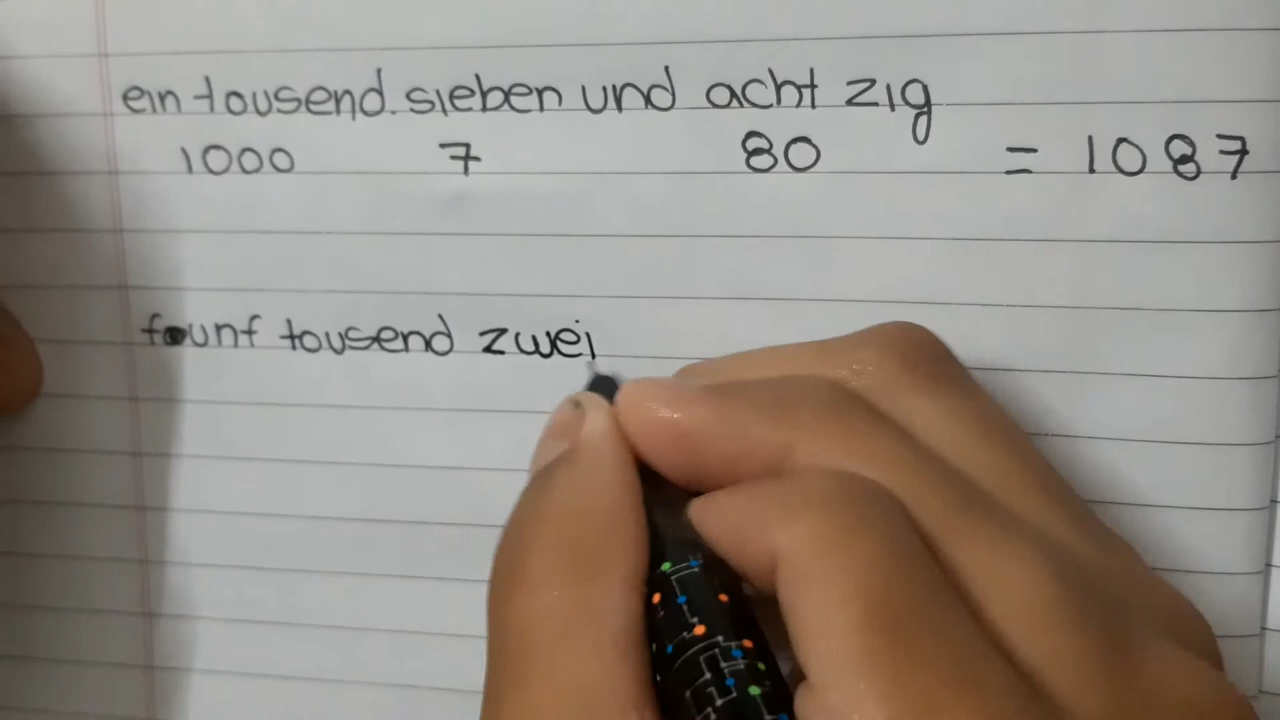 ein tousend. sieben und acht zig
1000 7 80 = 1087
founf tousend zwei